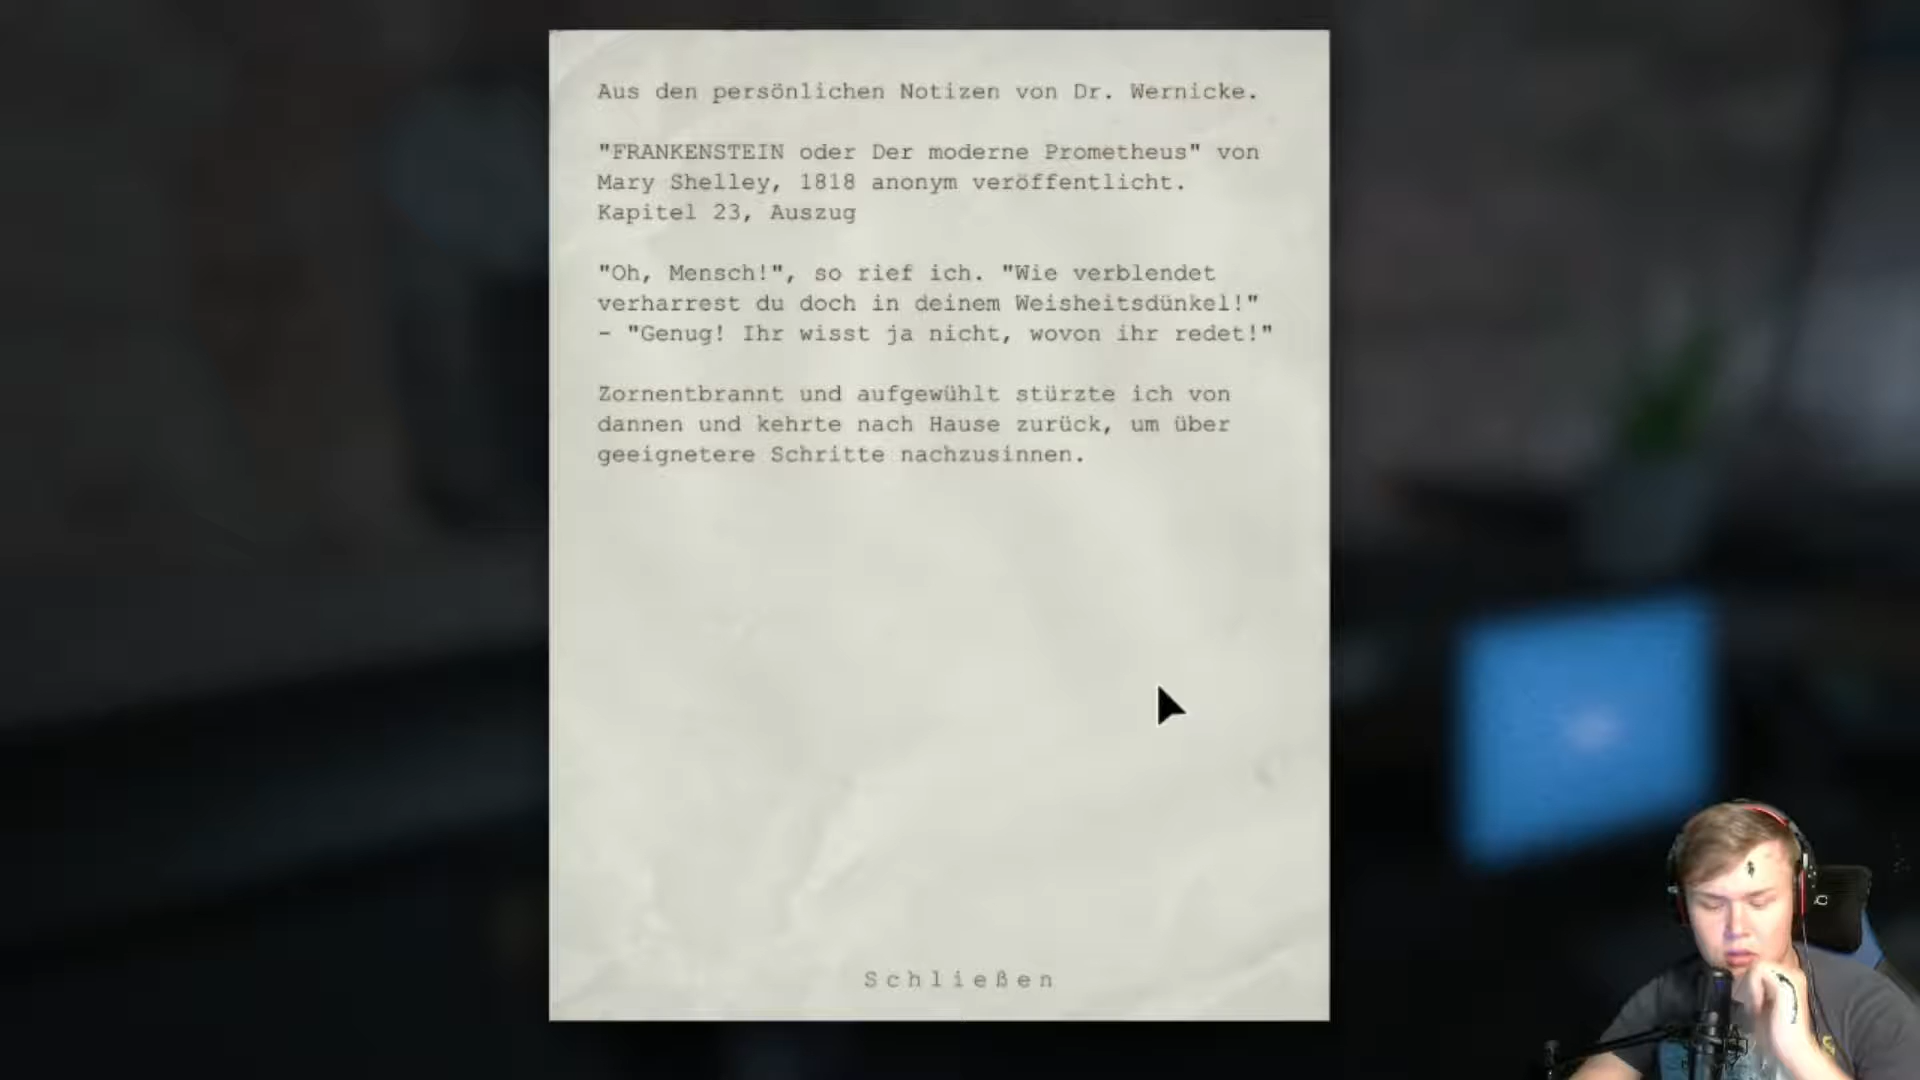 Aus den persönlichen Notizen von Dr. Wernicke.
"FRANKENSTEIN oder Der moderne Prometheus" von
Mary Shelley, 1818 anonym veröffentlicht.
Kapitel 23, Auszug
"Oh, Mensch!", so rief ich. "Wie verblendet
verharrest du doch in deinem Weisheitsdünkel!"
- "Genug! Ihr wisst ja nicht, wovon ihr redet!"
Zornentbrannt und aufgewühlt stürzte ich von
dannen und kehrte nach Hause zurück, um über
geeignetere Schritte nachzusinnen.
Schließen